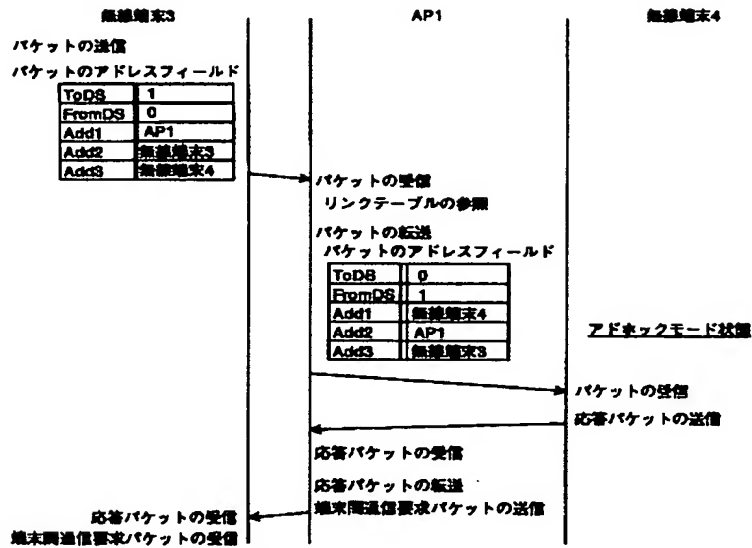 無線端末3
AP1
無線端末4
パケットの送信
パケットのアドレスフィールド
ToDS 1
FromDS 0
Add1 AP1
Add2 無線端末3
Add3 無線端末4
パケットの受信
リンクテーブルの参照
パケットの転送
パケットのアドレスフィールド
ToDS 0
FromDS 1
Add1 無線端末4
Add2 AP1
Add3 無線端末3
アドホックモード状態
パケットの受信
応答パケットの送信
応答パケットの受信
応答パケットの転送
端末間通信要求パケットの送信
応答パケットの受信
端末間通信要求パケットの受信